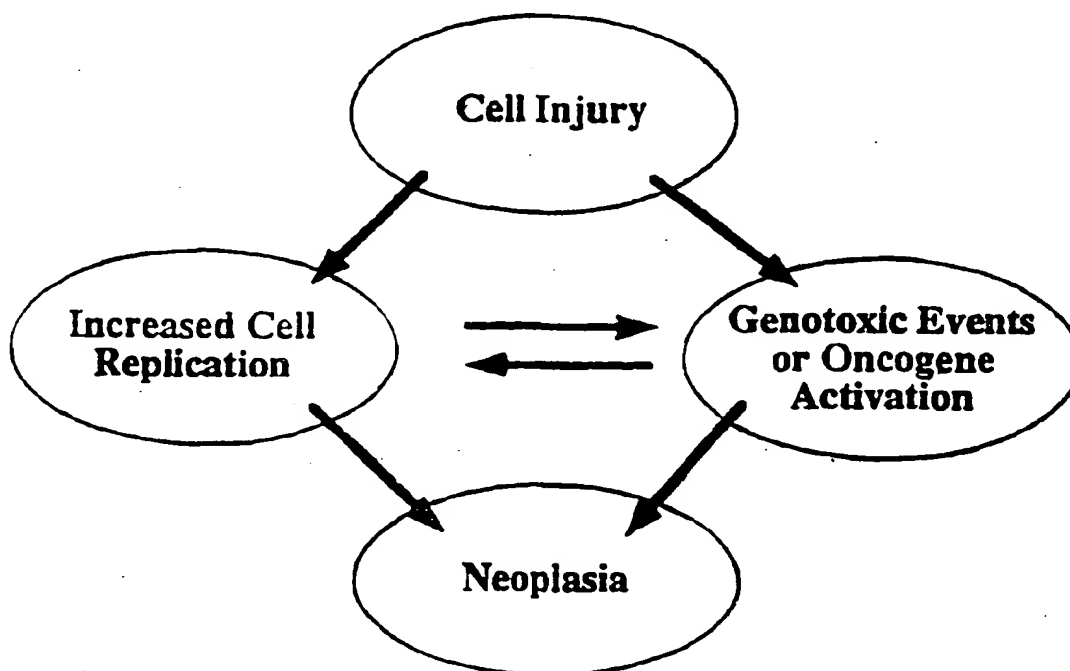 Cell Injury
Increased Cell
Replication
Genotoxic Events
or Oncogene
Activation
Neoplasia